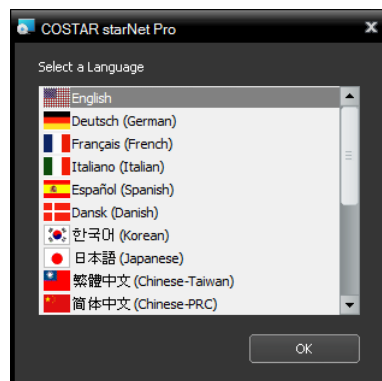 COSTAR starNet Pro
Select a Language
English
Deutsch (German)
Français (French)
Italiano (Italian)
Español (Spanish)
Dansk (Danish)
한국어 (Korean)
日本語 (Japanese)
繁體中文 (Chinese-Taiwan)
简体中文 (Chinese-PRC)
OK